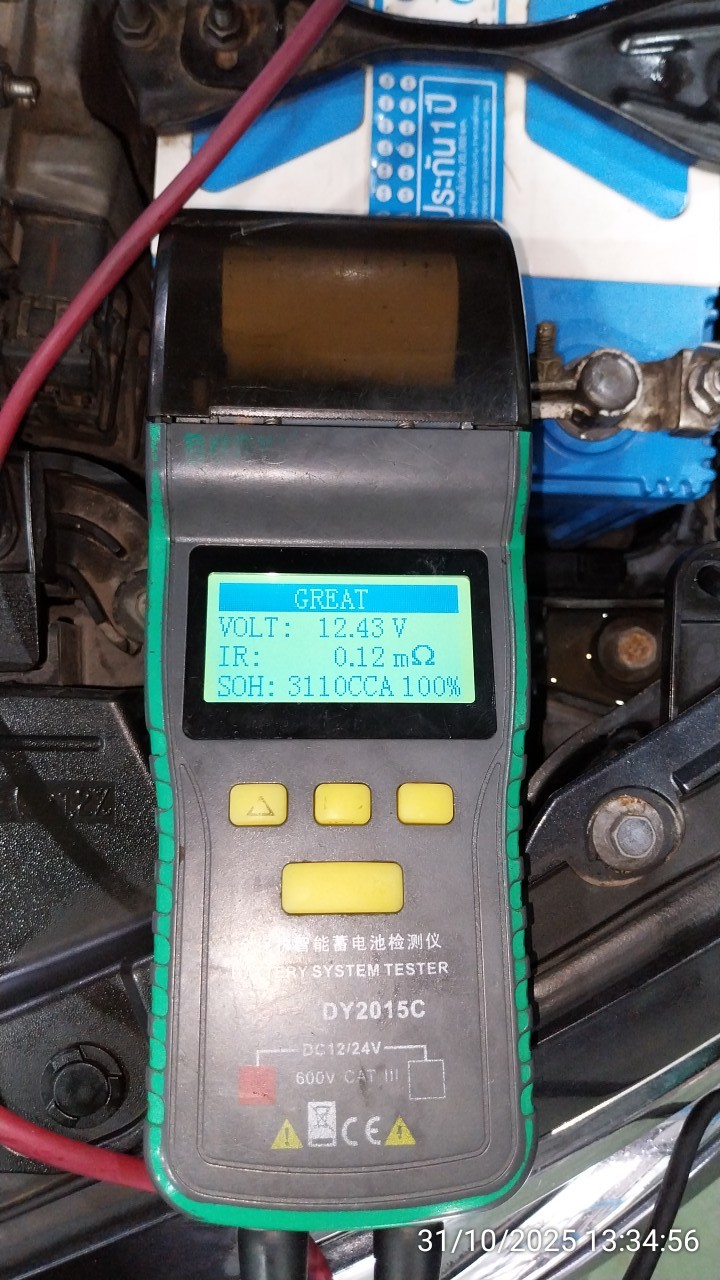 ประกัน 1 ปี
GREAT
VOLT: 12.43 V
IR: 0.12 mΩ
SOH: 3110CCA 100%
智能蓄电池检测仪
BATTERY SYSTEM TESTER
DY2015C
DC12/24V
600V CAT III
CE
31/10/2025 13:34:56